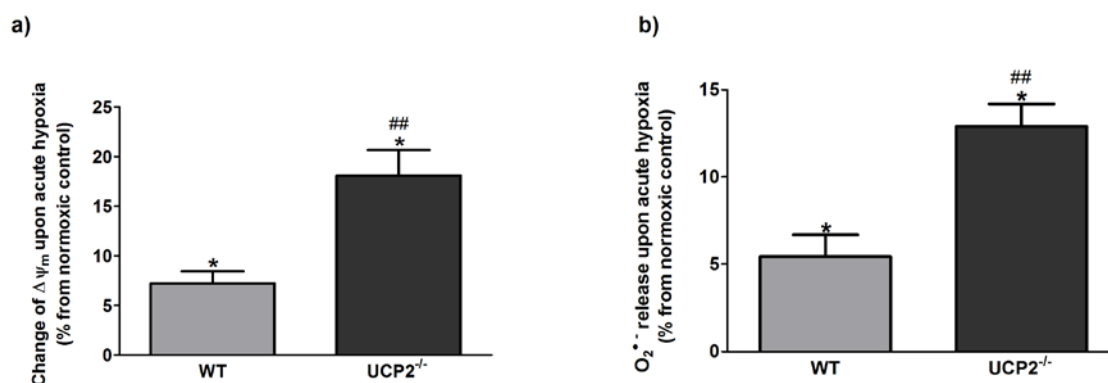 a)
Change of Δψm upon acute hypoxia
(% from normoxic control)
25
20
15
10
5
0
*
##
*
WT
UCP2-/-
b)
O2•- release upon acute hypoxia
(% from normoxic control)
15
10
5
0
*
##
*
WT
UCP2-/-